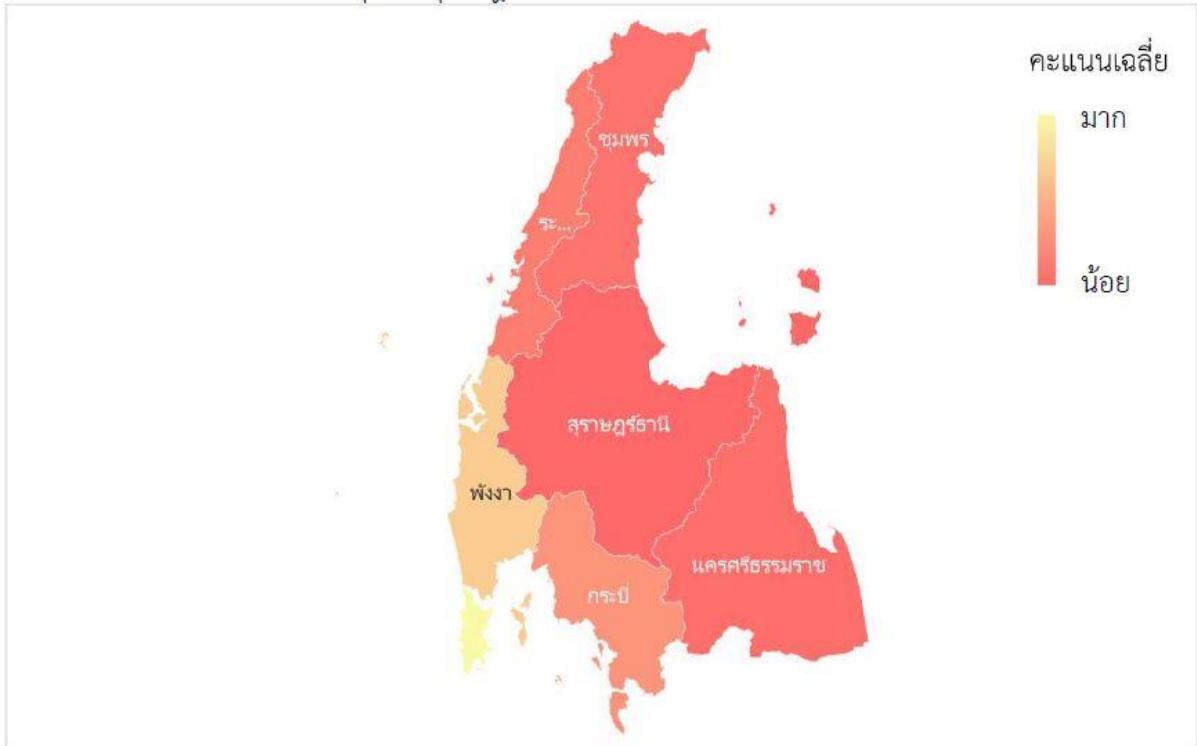 คะแนนเฉลี่ย
มาก
น้อย
ชุมพร
ระ...
สุราษฎร์ธานี
พังงา
นครศรีธรรมราช
กระบี่